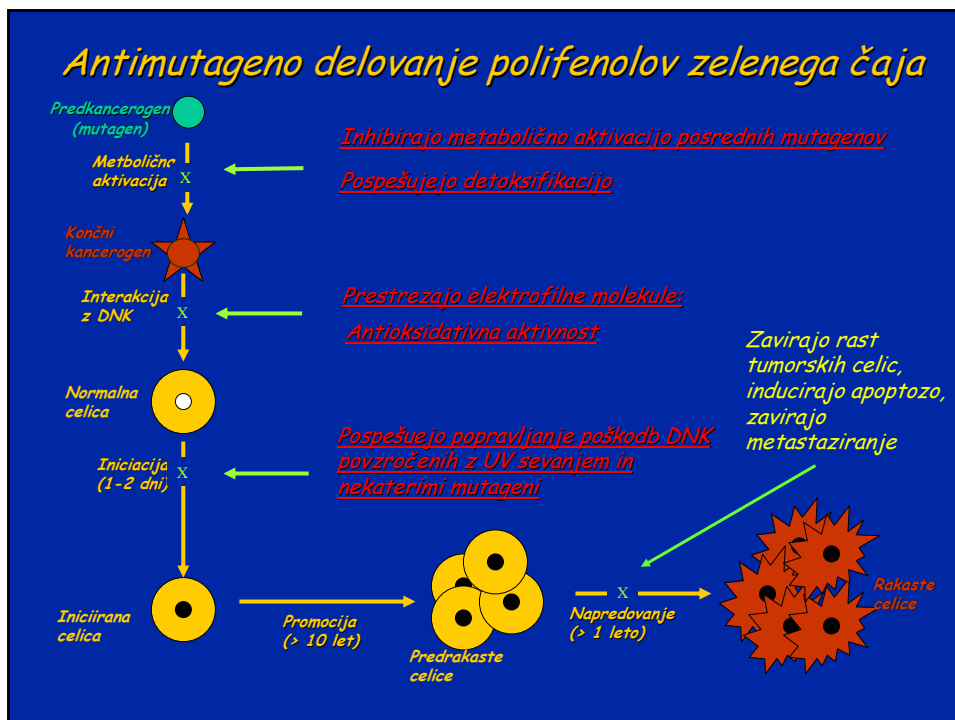 Antimutageno delovanje polifenolov zelenega čaja
Predkancerogen
(mutagen)
Inhibirajo metabolično aktivacijo posrednih mutagenov
Metbolično
aktivacija
X
Pospešujejo detoksifikacijo
Končni
kancerogen
Interakcija
z DNK
X
Prestrezajo elektrofilne molekule:
Antioksidativna aktivnost
Zavirajo rast
tumorskih celic,
inducirajo apoptozo,
zavirajo
metastaziranje
Normalna
celica
Pospešuejo popravljanje poškodb DNK
povzročenih z UV sevanjem in
nekaterimi mutageni
Iniciacija
(1-2 dni)
X
Iniciirana
celica
Promocija
(> 10 let)
Predrakaste
celice
X
Napredovanje
(> 1 leto)
Rakaste
celice